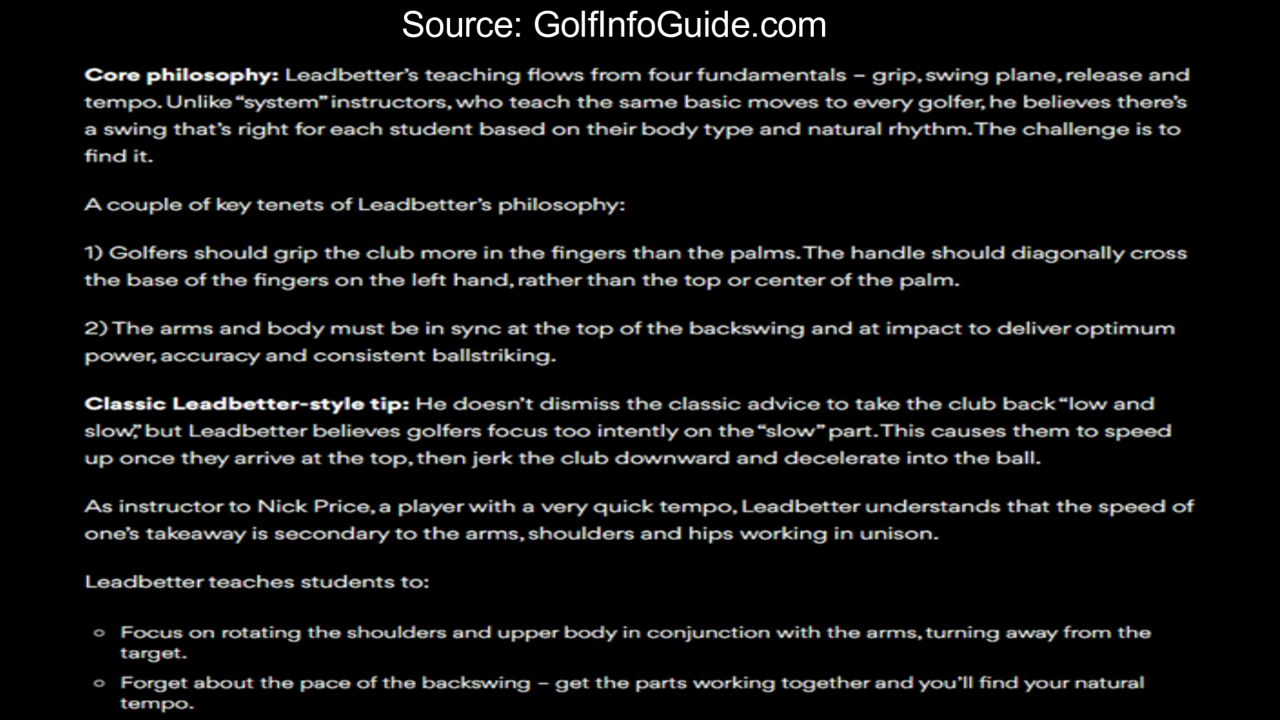 Source: GolfInfoGuide.com
Core philosophy: Leadbetter's teaching flows from four fundamentals – grip, swing plane, release and
tempo. Unlike “system” instructors, who teach the same basic moves to every golfer, he believes there's
a swing that's right for each student based on their body type and natural rhythm. The challenge is to
find it.
A couple of key tenets of Leadbetter's philosophy:
1) Golfers should grip the club more in the fingers than the palms. The handle should diagonally cross
the base of the fingers on the left hand, rather than the top or center of the palm.
2) The arms and body must be in sync at the top of the backswing and at impact to deliver optimum
power, accuracy and consistent ballstriking.
Classic Leadbetter-style tip: He doesn't dismiss the classic advice to take the club back “low and
slow,” but Leadbetter believes golfers focus too intently on the “slow” part. This causes them to speed
up once they arrive at the top, then jerk the club downward and decelerate into the ball.
As instructor to Nick Price, a player with a very quick tempo, Leadbetter understands that the speed of
one's takeaway is secondary to the arms, shoulders and hips working in unison.
Leadbetter teaches students to:
○ Focus on rotating the shoulders and upper body in conjunction with the arms, turning away from the
target.
○ Forget about the pace of the backswing – get the parts working together and you'll find your natural
tempo.